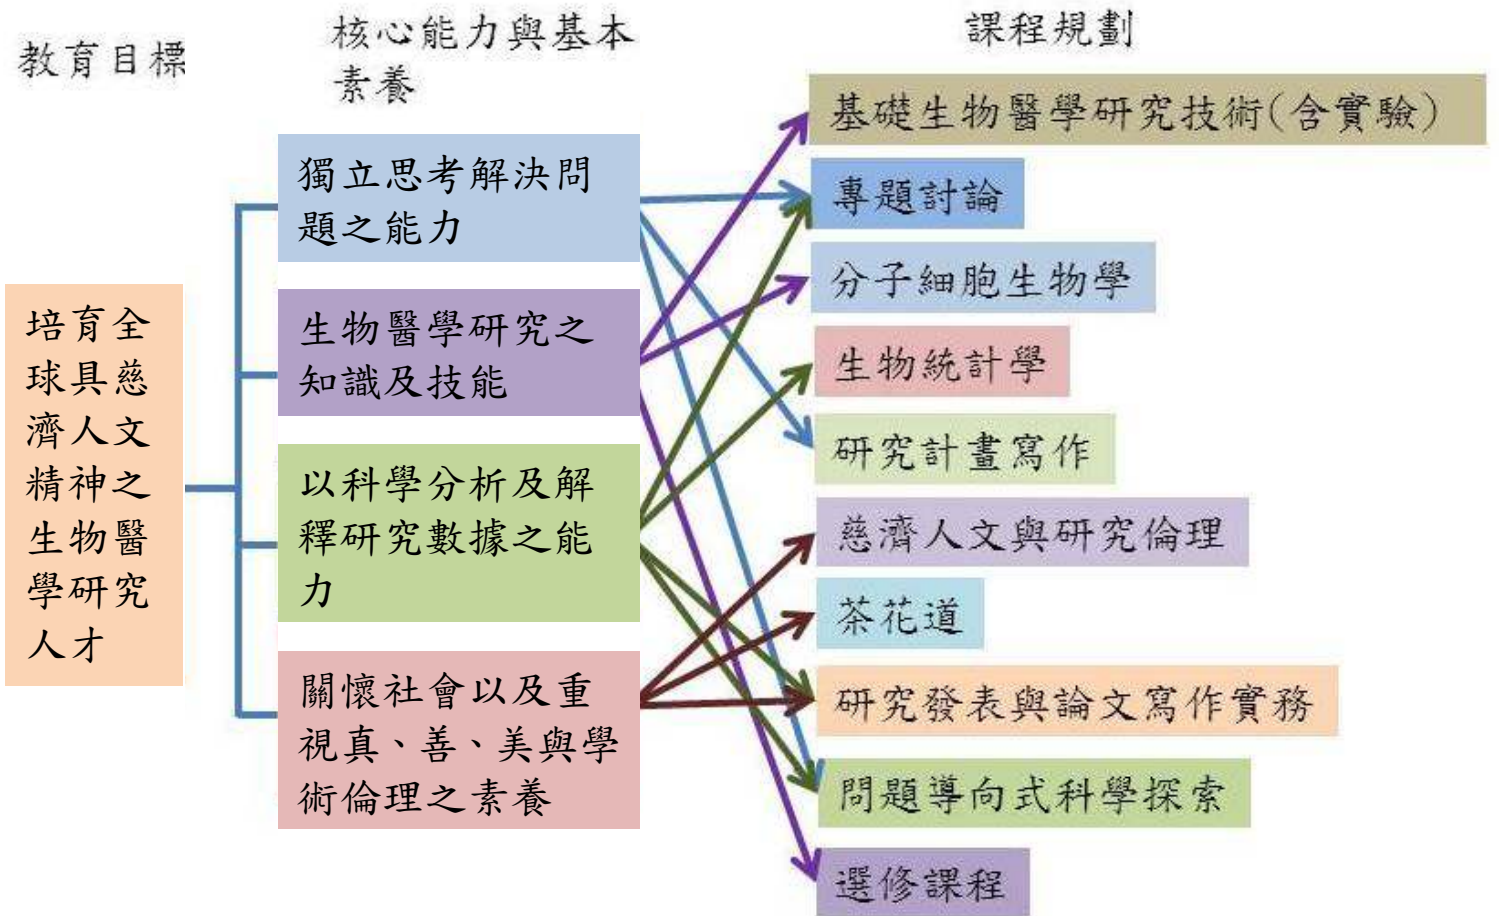 教育目標
核心能力與基本
素養
課程規劃
培育全
球具慈
濟人文
精神之
生物醫
學研究
人才
獨立思考解決問
題之能力
生物醫學研究之
知識及技能
以科學分析及解
釋研究數據之能
力
關懷社會以及重
視真、善、美與學
術倫理之素養
基礎生物醫學研究技術(含實驗)
專題討論
分子細胞生物學
生物統計學
研究計畫寫作
慈濟人文與研究倫理
茶花道
研究發表與論文寫作實務
問題導向式科學探索
選修課程